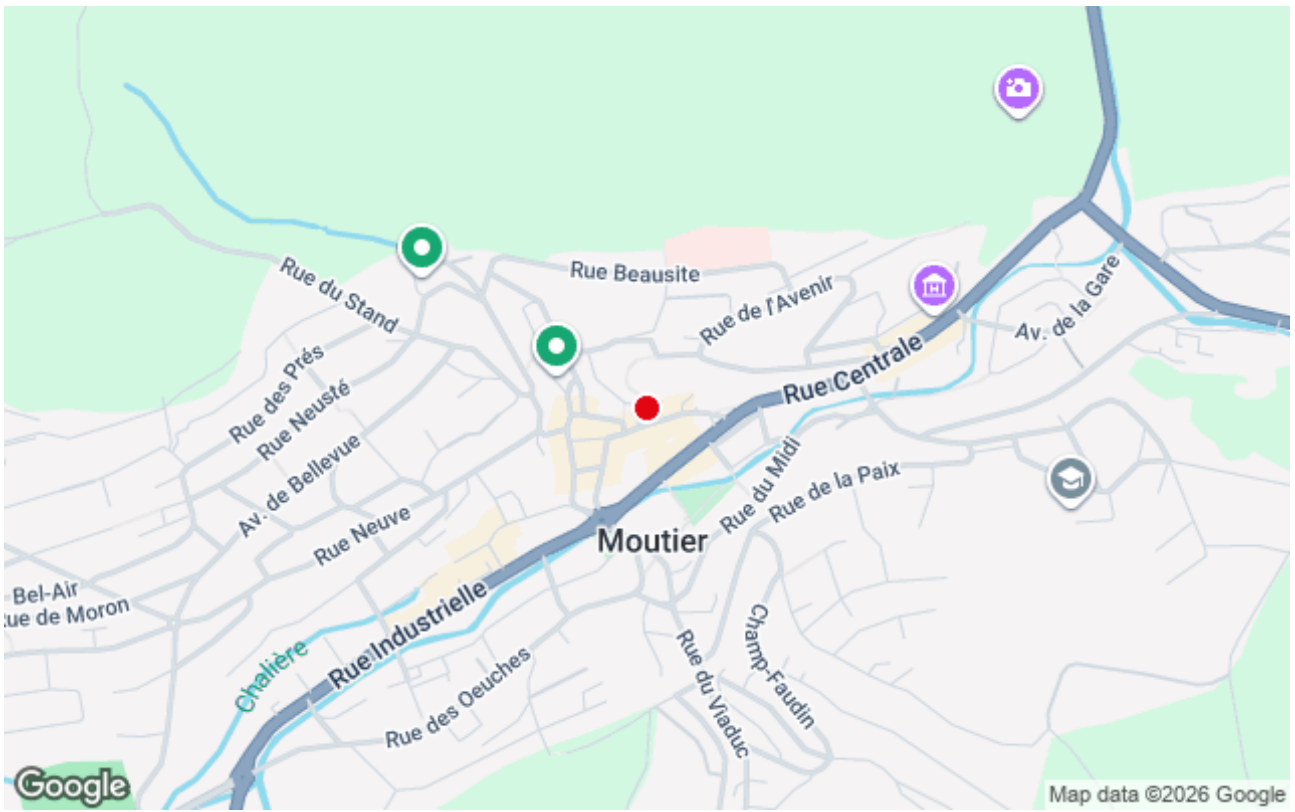 Rue Beausite
Rue du Stand
Rue de l'Avenir
Av. de la Gare
Rue des Prés
Rue Centrale
Rue Neusté
Av. de Bellevue
Rue du Midi
Rue de la Paix
Rue Neuve
Moutier
Bel-Air
ue de Moron
Rue Industrielle
Chalière
Champ-Faudin
Rue du Viaduc
Rue des Oeuches
Google
Map data ©2026 Google